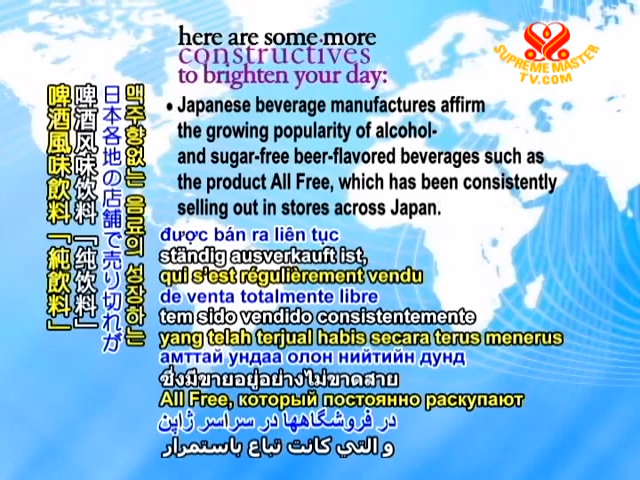 here are some more
constructives
to brighten your day:
SUPREME MASTER
TV.COM
• Japanese beverage manufactures affirm
the growing popularity of alcohol-
and sugar-free beer-flavored beverages such as
the product All Free, which has been consistently
selling out in stores across Japan.
맥주향없는 음료의 성장하는
日本各地の店舗で売り切れが
啤酒风味饮料「纯饮料」
啤酒風味飲料「純飲料」
được bán ra liên tục
ständig ausverkauft ist,
qui s'est régulièrement vendu
de venta totalmente libre
tem sido vendido consistentemente
yang telah terjual habis secara terus menerus
амттай ундаа олон нийтийн дунд
ซึ่งมีขายอยู่อย่างไม่ขาดสาย
All Free, который постоянно раскупают
در فروشگاهها در سراسر ژاپن
و التي كانت تباع باستمرار